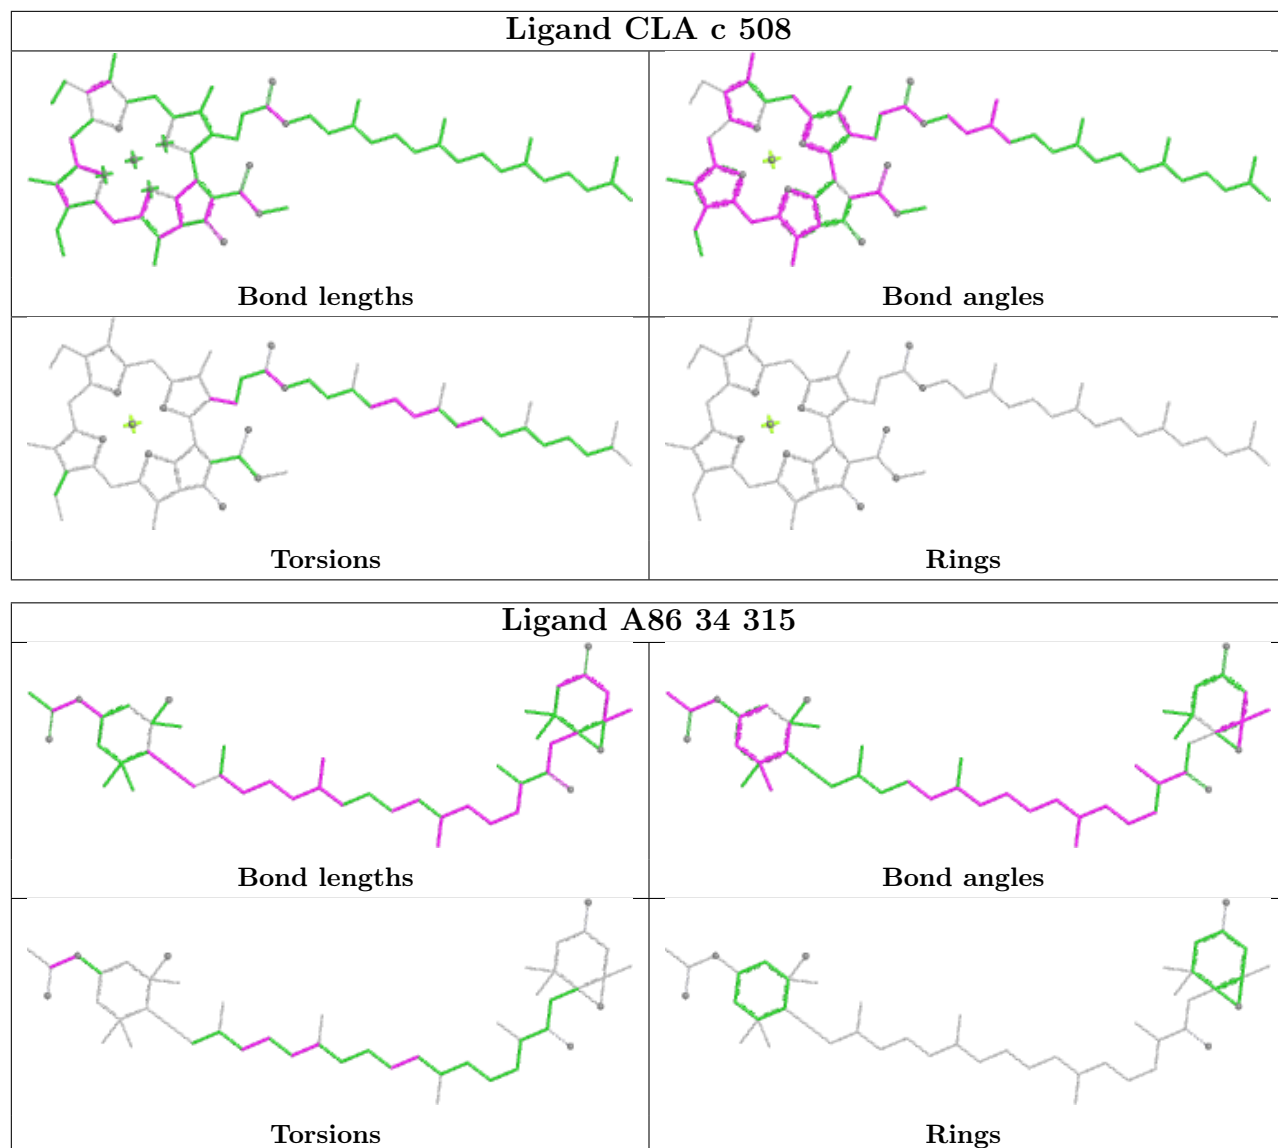 Ligand CLA c 508
Bond lengths
Bond angles
Torsions
Rings
Ligand A86 34 315
Bond lengths
Bond angles
Torsions
Rings